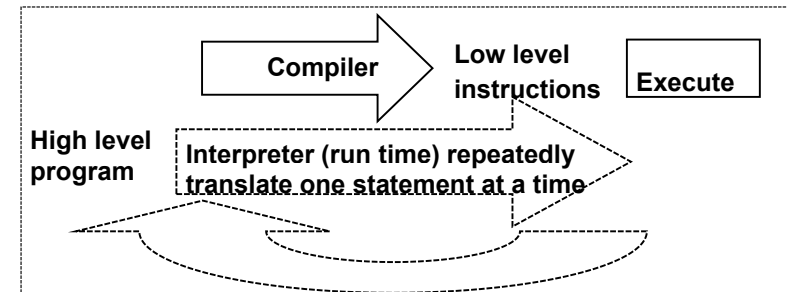 Compiler
Low level
instructions
Execute
High level
program
Interpreter (run time) repeatedly
translate one statement at a time